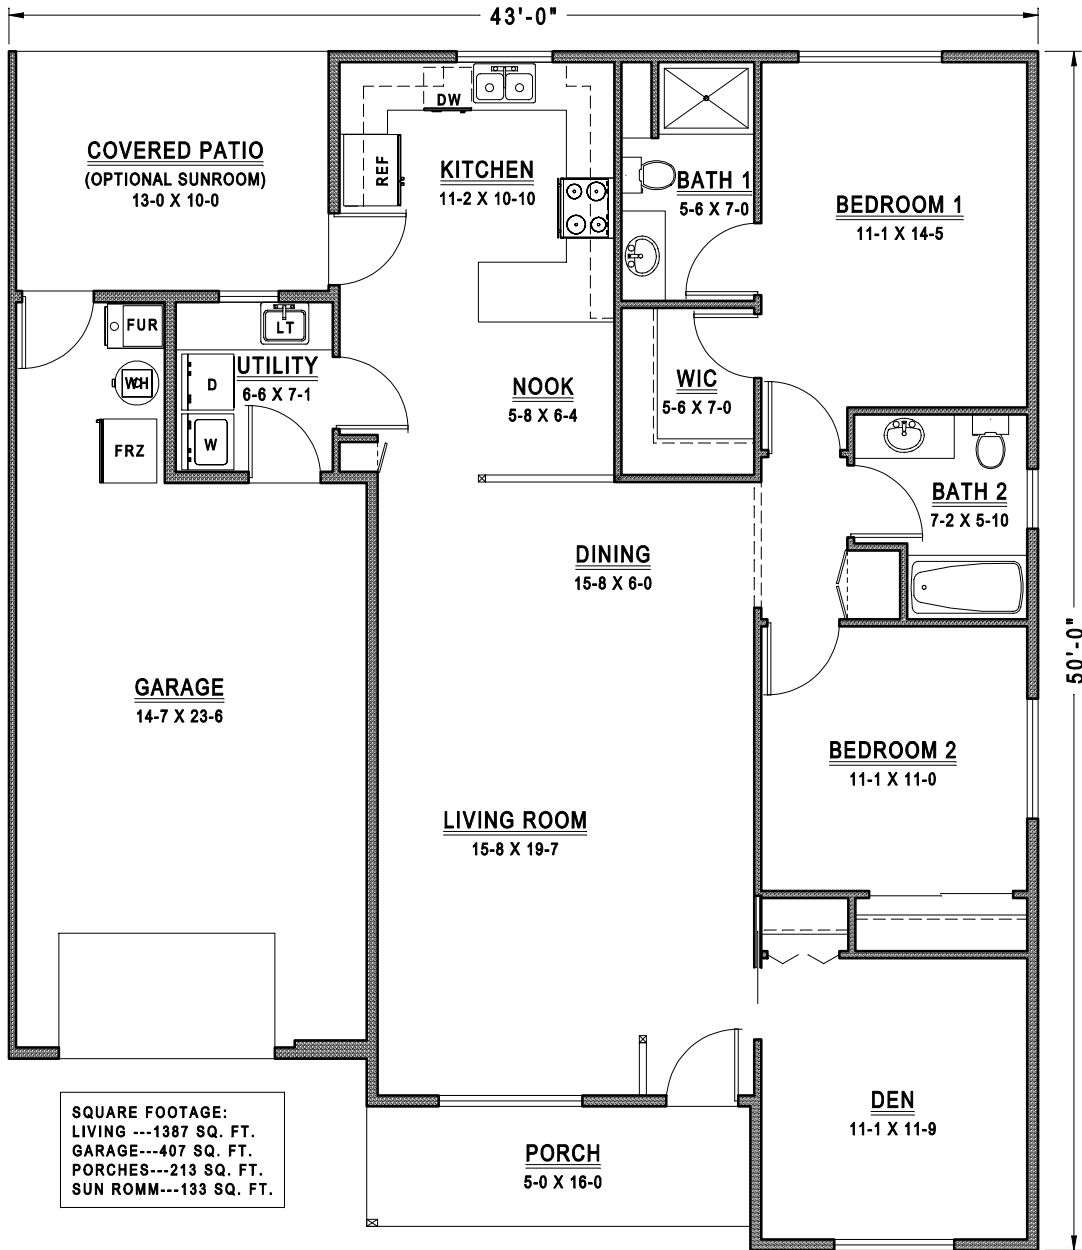 43'-0"
COVERED PATIO
(OPTIONAL SUNROOM)
13-0 X 10-0
DW
REF
KITCHEN
11-2 X 10-10
BATH 1
5-6 X 7-0
BEDROOM 1
11-1 X 14-5
FUR
LT
WH
UTILITY
6-6 X 7-1
D
W
FRZ
NOOK
5-8 X 6-4
WIC
5-6 X 7-0
BATH 2
7-2 X 5-10
DINING
15-8 X 6-0
50'-0"
GARAGE
14-7 X 23-6
BEDROOM 2
11-1 X 11-0
LIVING ROOM
15-8 X 19-7
DEN
11-1 X 11-9
PORCH
5-0 X 16-0
SQUARE FOOTAGE:
LIVING ---1387 SQ. FT.
GARAGE---407 SQ. FT.
PORCHES---213 SQ. FT.
SUN ROMM---133 SQ. FT.